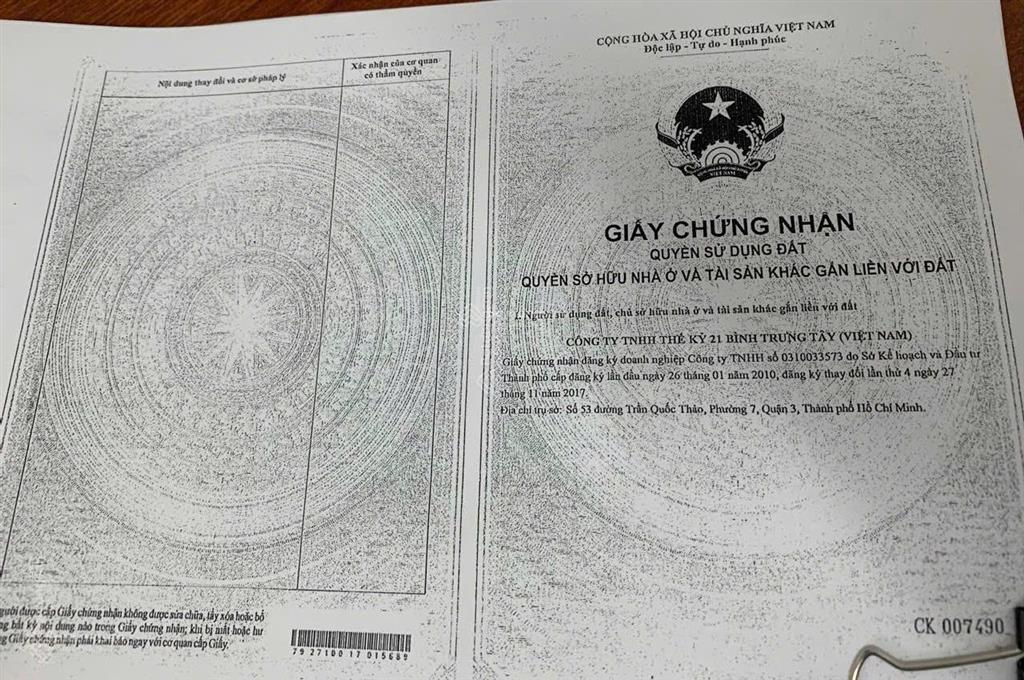 Nội dung thay đổi và cơ sở pháp lý
Xác nhận của cơ quan
có thẩm quyền
gười được cấp Giấy chứng nhận không được sửa chữa, tẩy xóa hoặc bổ
ng bất kỳ nội dung nào trong Giấy chứng nhận; khi bị mất hoặc hư
ng Giấy chứng nhận phải khai báo ngay với cơ quan cấp Giấy.
7927100 17 015689
CỘNG HÒA XÃ HỘI CHỦ NGHĨA VIỆT NAM
Độc lập - Tự do - Hạnh phúc
VIỆT NAM
GIẤY CHỨNG NHẬN
QUYỀN SỬ DỤNG ĐẤT
QUYỀN SỞ HỮU NHÀ Ở VÀ TÀI SẢN KHÁC GẮN LIỀN VỚI ĐẤT
I. Người sử dụng đất, chủ sở hữu nhà ở và tài sản khác gắn liền với đất
CÔNG TY TNHH THẾ KỶ 21 BÌNH TRƯNG TÂY (VIỆT NAM)
Giấy chứng nhận đăng ký doanh nghiệp Công ty TNHH số 0310033573 do Sở Kế hoạch và Đầu tư
Thành phố cấp đăng ký lần đầu ngày 26 tháng 01 năm 2010, đăng ký thay đổi lần thứ 4 ngày 27
tháng 11 năm 2017.
Địa chỉ trụ sở: Số 53 đường Trần Quốc Thảo, Phường 7, Quận 3, Thành phố Hồ Chí Minh.
CK 007490